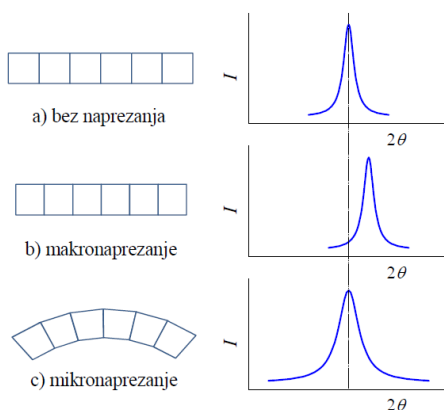 I
a) bez naprezanja
2θ
I
b) makronaprezanje
2θ
I
c) mikronaprezanje
2θ